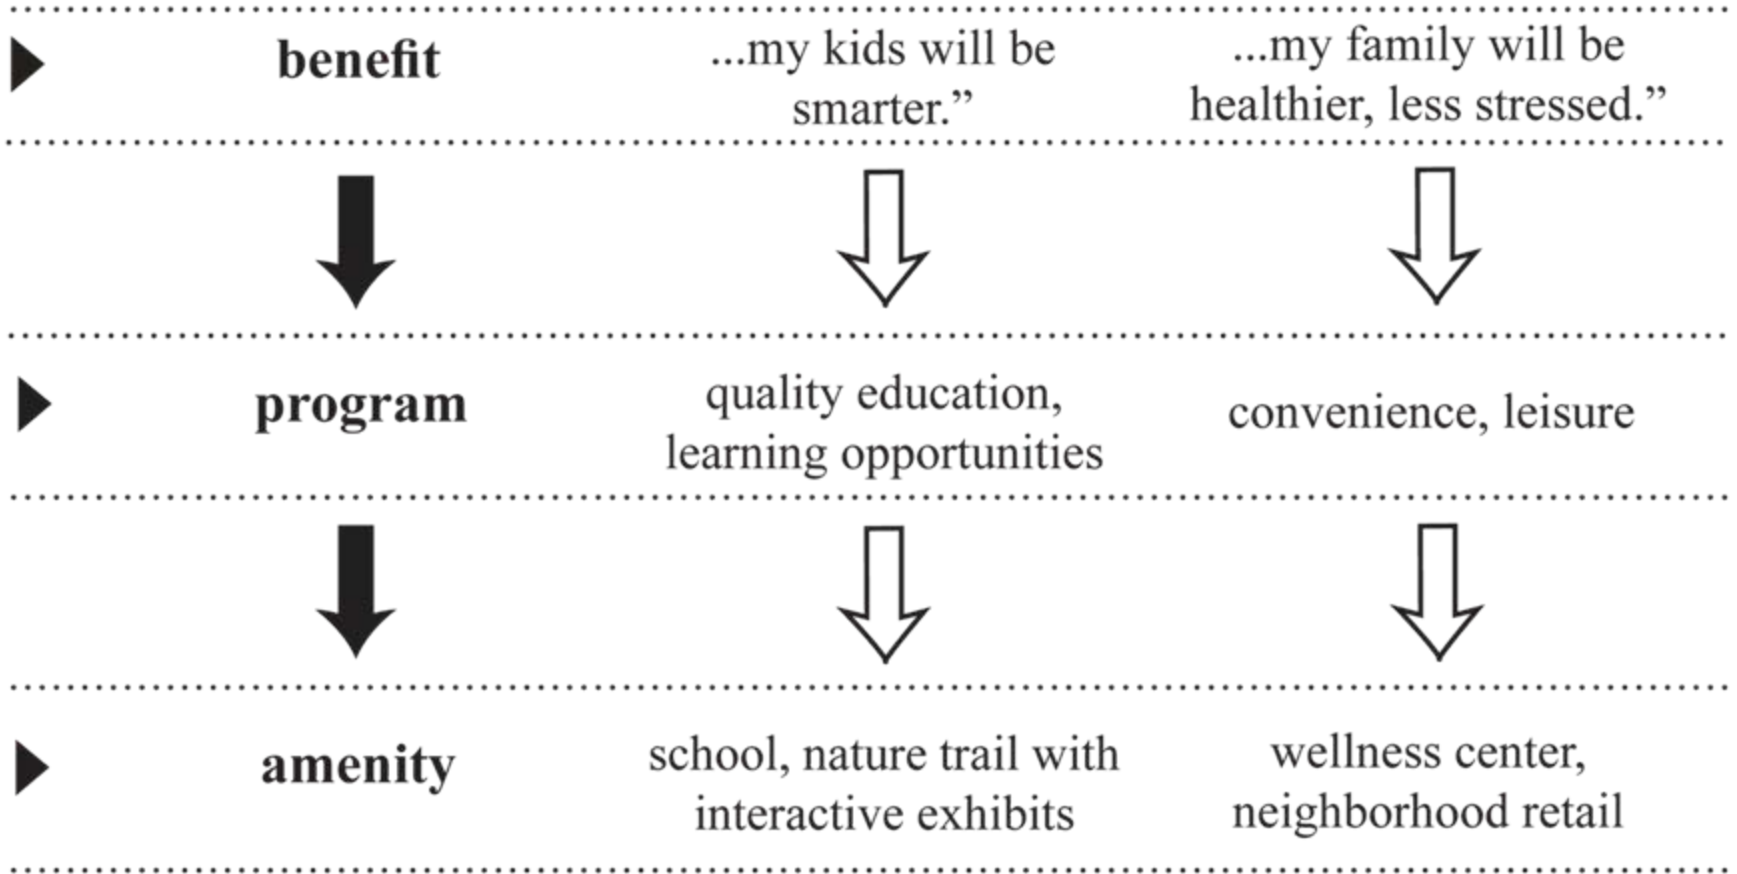 benefit
...my kids will be
smarter.”
...my family will be
healthier, less stressed.”
program
quality education,
learning opportunities
convenience, leisure
amenity
school, nature trail with
interactive exhibits
wellness center,
neighborhood retail